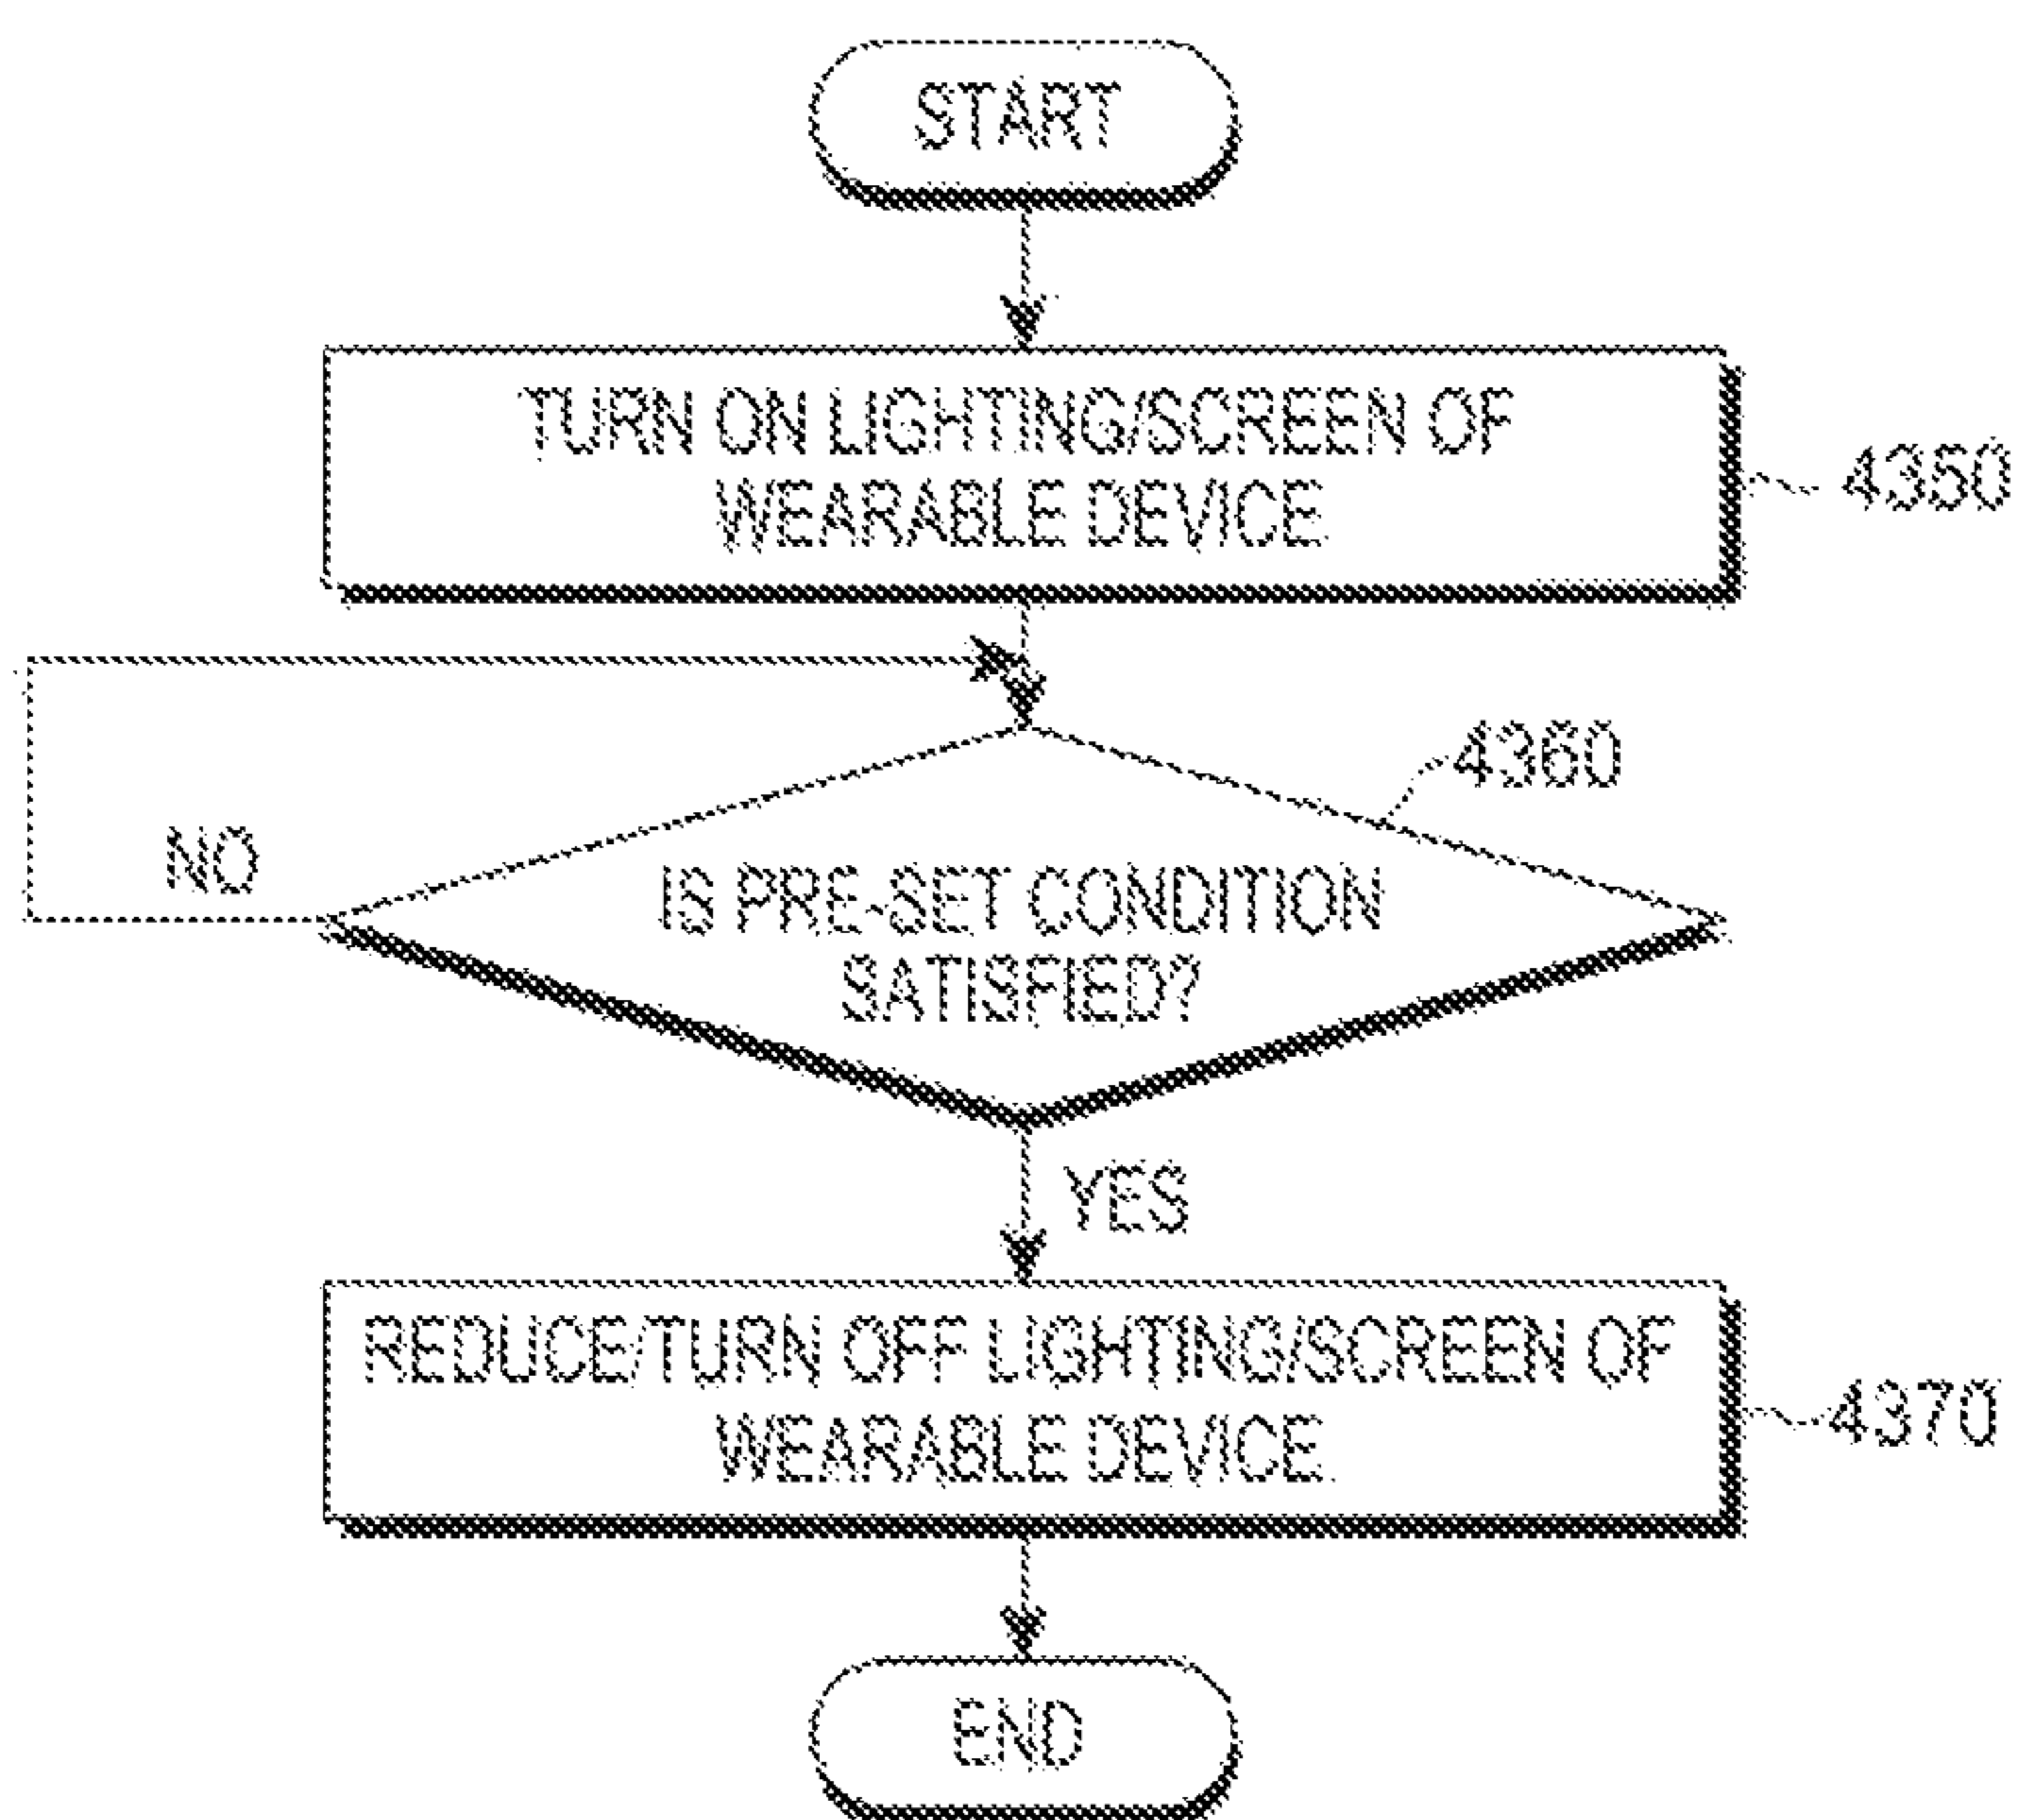 START
TURN ON LIGHTING/SCREEN OF
WEARABLE DEVICE
4350
4360
NO
IS PRE-SET CONDITION
SATISFIED?
YES
REDUCE/TURN OFF LIGHTING/SCREEN OF
WEARABLE DEVICE
4370
END